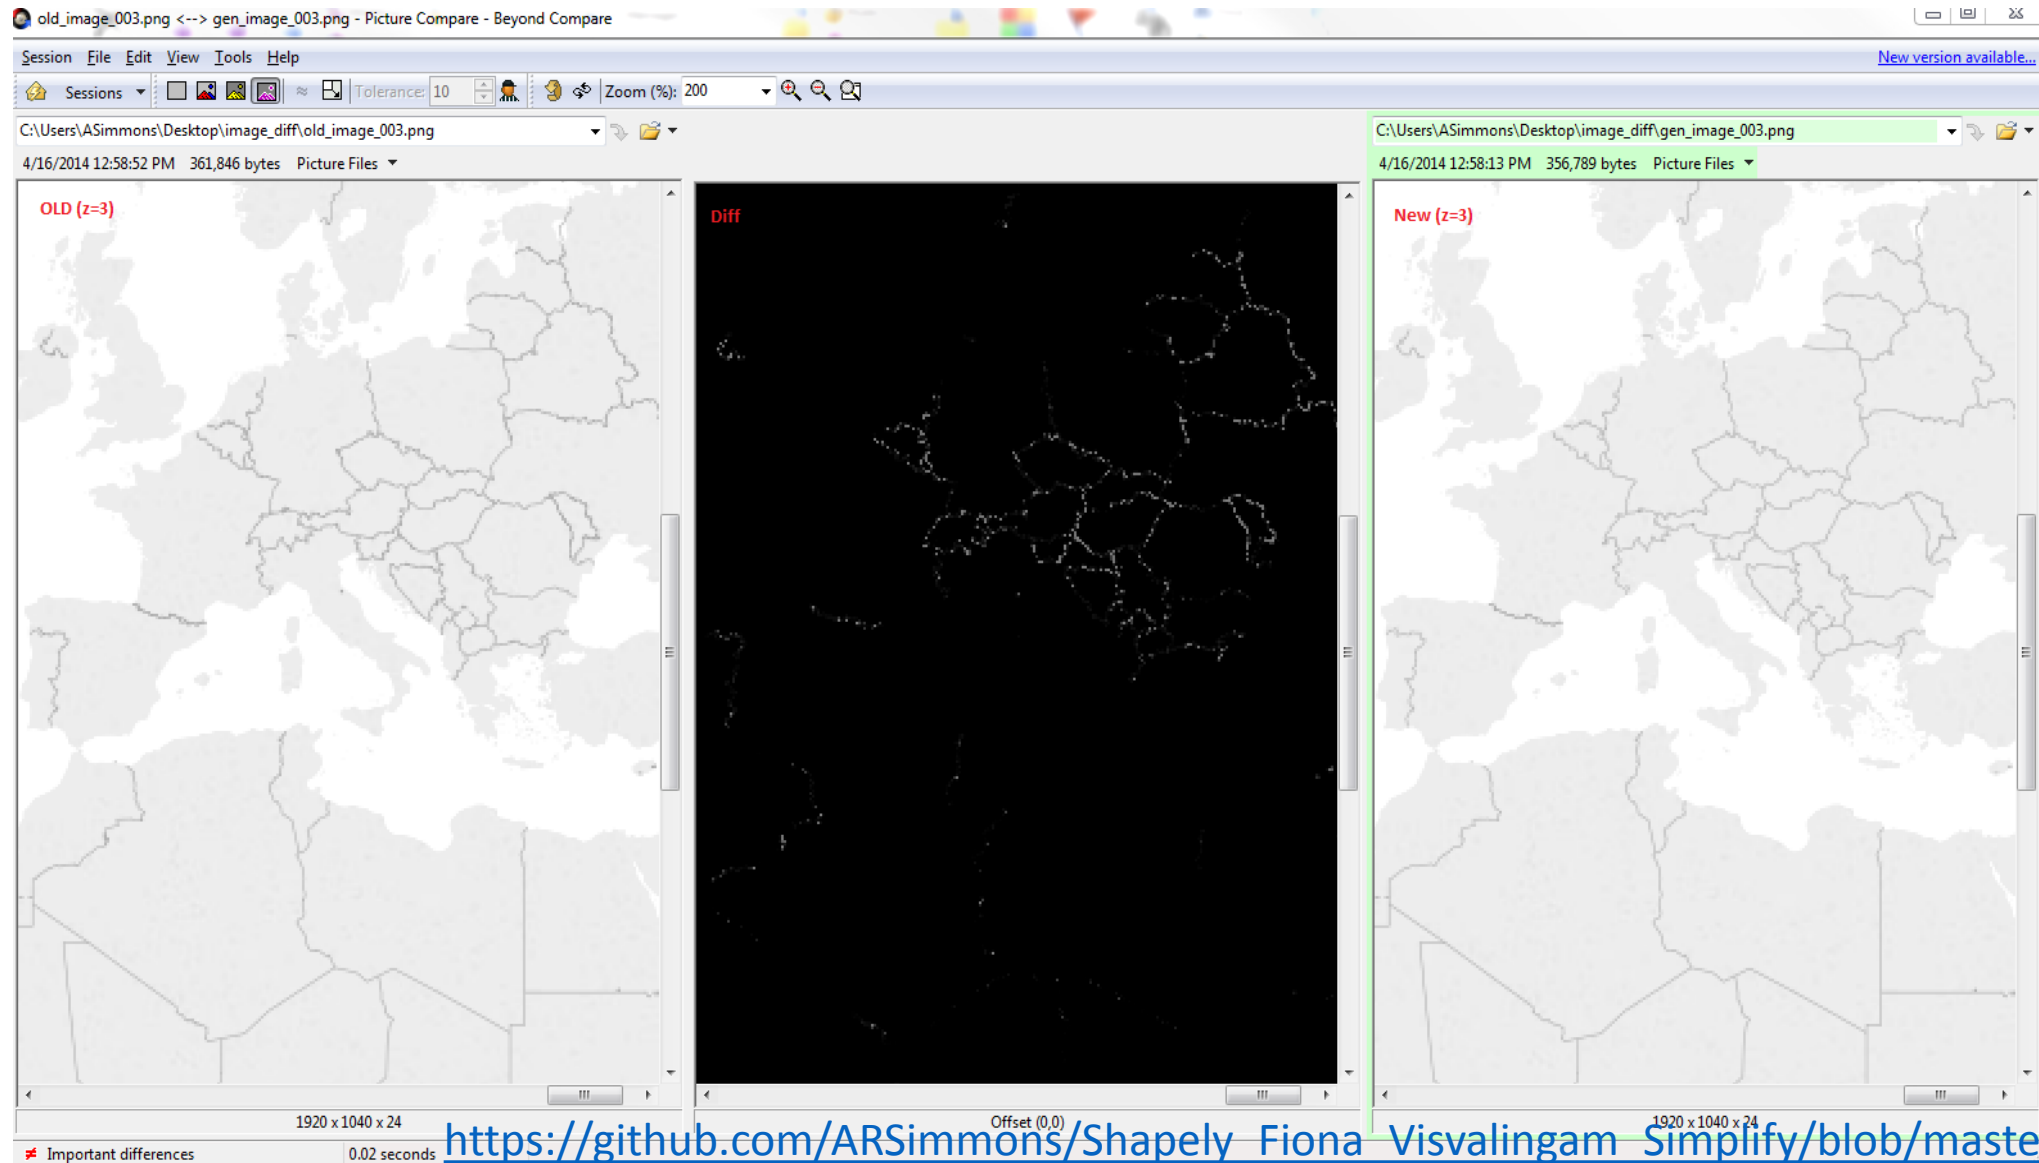 old_image_003.png <--> gen_image_003.png - Picture Compare - Beyond Compare
Session File Edit View Tools Help
New version available...
Sessions
Tolerance: 10
Zoom (%): 200
C:\Users\ASimmons\Desktop\image_diff\old_image_003.png
C:\Users\ASimmons\Desktop\image_diff\gen_image_003.png
4/16/2014 12:58:52 PM 361,846 bytes Picture Files
4/16/2014 12:58:13 PM 356,789 bytes Picture Files
OLD (z=3)
Diff
New (z=3)
1920 x 1040 x 24
Offset (0,0)
1920 x 1040 x 24
Important differences
0.02 seconds
https://github.com/ARSimmons/Shapely_Fiona_Visvalingam_Simplify/blob/maste